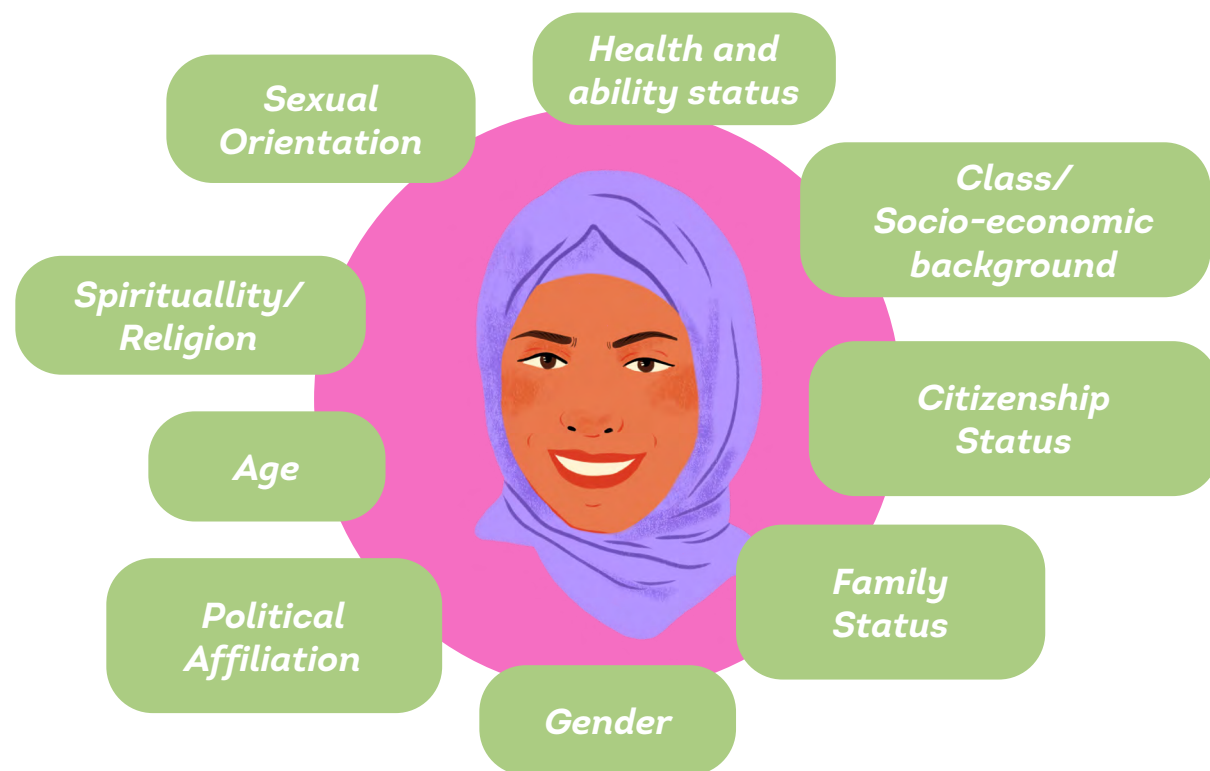 Health and
ability status
Sexual
Orientation
Class/
Socio-economic
background
Spirituallity/
Religion
Citizenship
Status
Age
Family
Status
Political
Affiliation
Gender